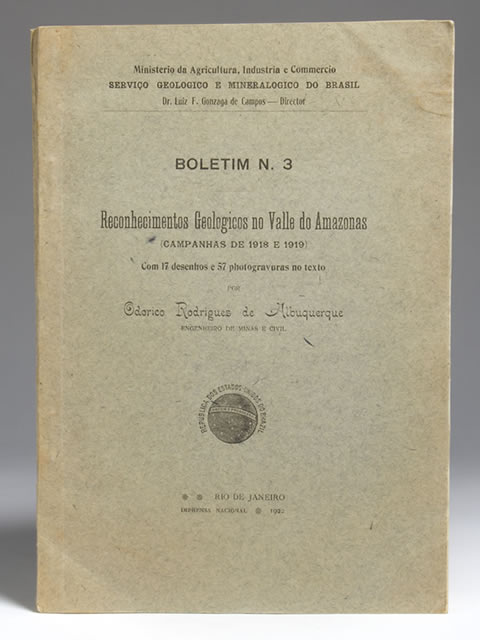 Ministerio da Agricultura, Industria e Commercio
SERVIÇO GEOLOGICO E MINERALOGICO DO BRASIL
Dr. Luiz F. Gonzaga de Campos — Director
BOLETIM N. 3
Reconhecimentos Geologicos no Valle do Amazonas
(CAMPANHAS DE 1918 E 1919)
Com 17 desenhos e 57 photogravuras no texto
POR
Odorico Rodrigues de Albuquerque
ENGENHEIRO DE MINAS E CIVIL
REPUBLICA DOS ESTADOS UNIDOS DO BRAZIL
RIO DE JANEIRO
IMPRENSA NACIONAL 1922